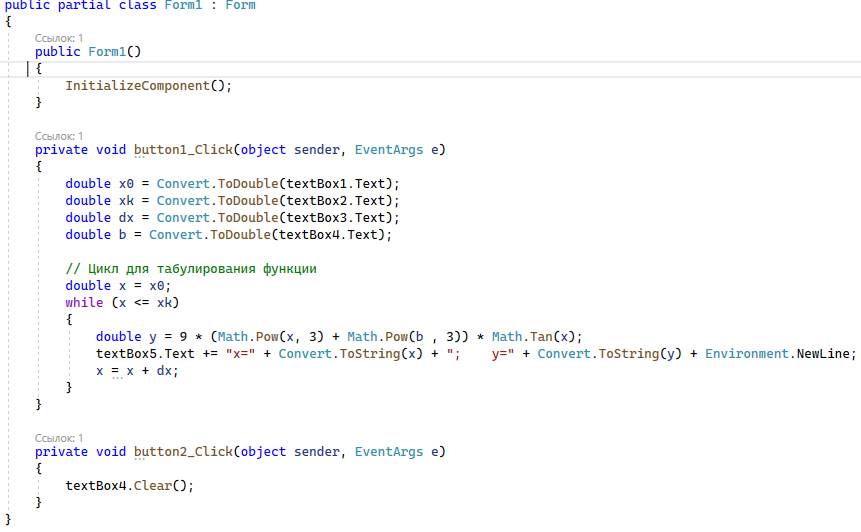 public partial class Form1 : Form
{
Ссылок: 1
public Form1()
{
InitializeComponent();
}
Ссылок: 1
private void button1_Click(object sender, EventArgs e)
{
double x0 = Convert.ToDouble(textBox1.Text);
double xk = Convert.ToDouble(textBox2.Text);
double dx = Convert.ToDouble(textBox3.Text);
double b = Convert.ToDouble(textBox4.Text);
// Цикл для табулирования функции
double x = x0;
while (x <= xk)
{
double y = 9 * (Math.Pow(x, 3) + Math.Pow(b , 3)) * Math.Tan(x);
textBox5.Text += "x=" + Convert.ToString(x) + ";    y=" + Convert.ToString(y) + Environment.NewLine;
x = x + dx;
}
}
Ссылок: 1
private void button2_Click(object sender, EventArgs e)
{
textBox4.Clear();
}
}